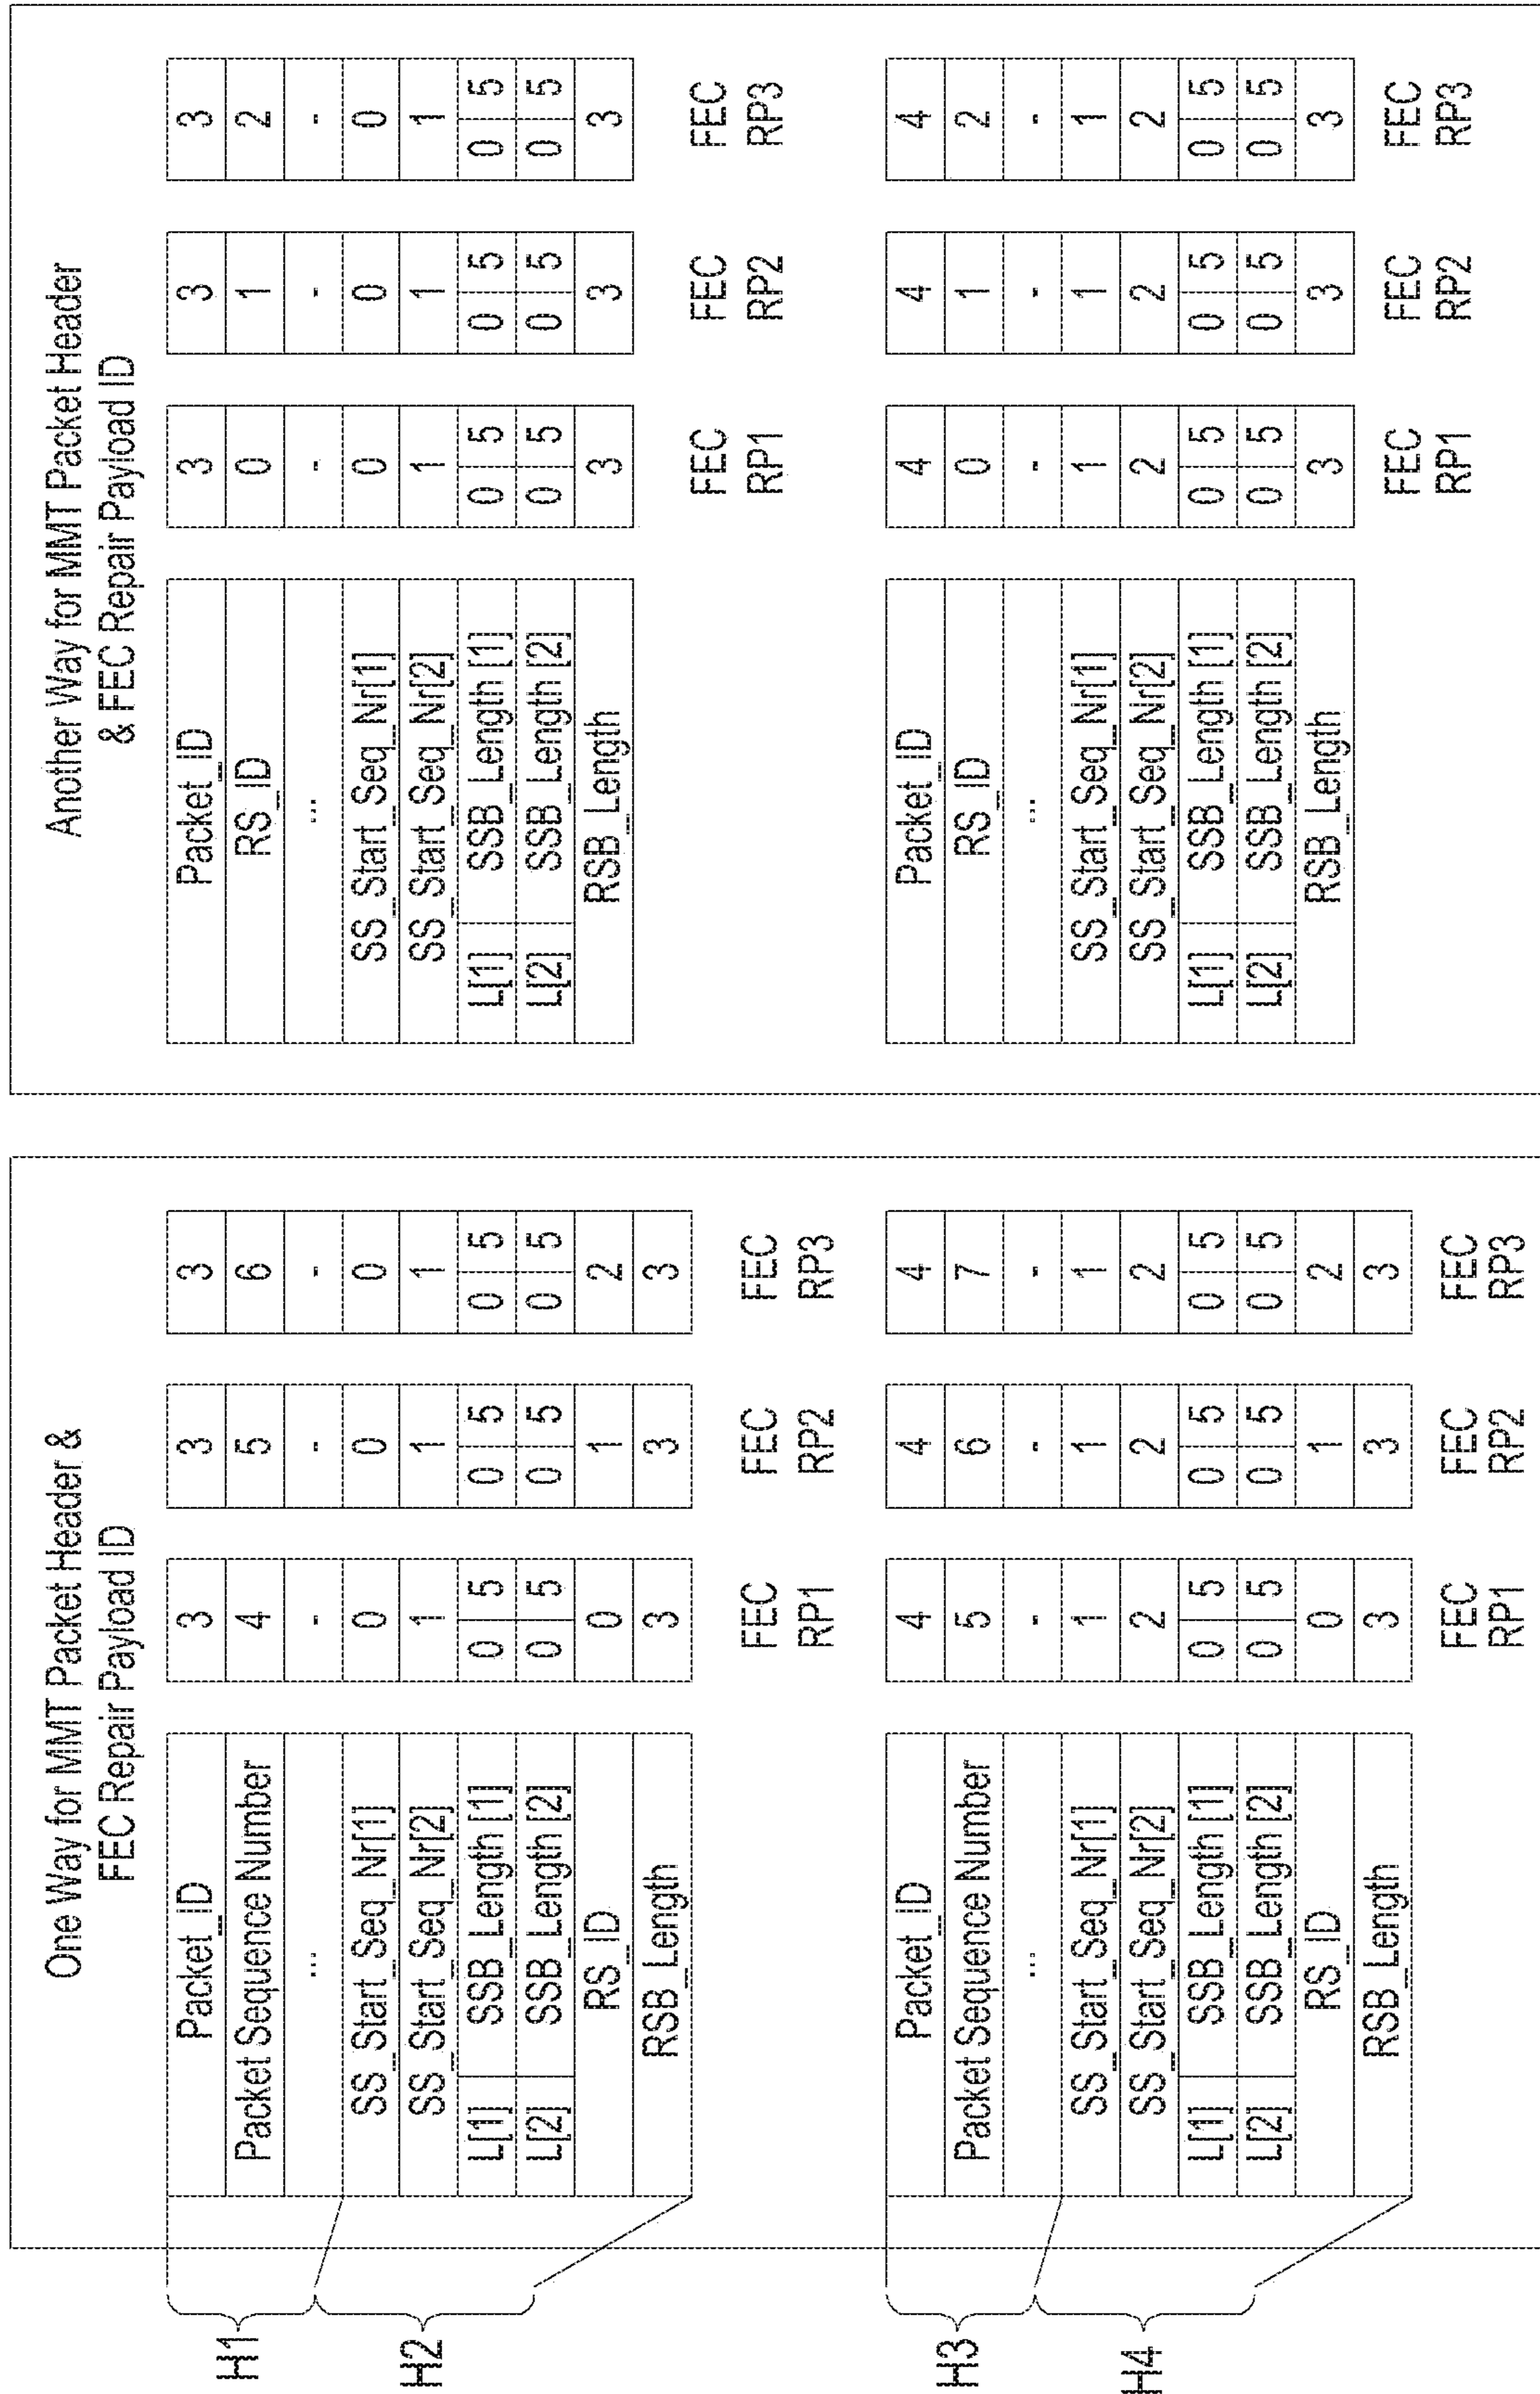 One Way for MMT Packet Header &
FEC Repair Payload ID
H1
H2
Packet_ID 3 3 3
Packet Sequence Number 4 5 6
... - - -
SS_Start_Seq_Nr[1] 0 0 0
SS_Start_Seq_Nr[2] 1 1 1
L[1] SSB_Length [1] 0 5 0 5 0 5
L[2] SSB_Length [2] 0 5 0 5 0 5
RS_ID 0 1 2
RSB_Length 3 3 3
FEC FEC FEC
RP1 RP2 RP3
H3
H4
Packet_ID 4 4 4
Packet Sequence Number 5 6 7
... - - -
SS_Start_Seq_Nr[1] 1 1 1
SS_Start_Seq_Nr[2] 2 2 2
L[1] SSB_Length [1] 0 5 0 5 0 5
L[2] SSB_Length [2] 0 5 0 5 0 5
RS_ID 0 1 2
RSB_Length 3 3 3
FEC FEC FEC
RP1 RP2 RP3
Another Way for MMT Packet Header
& FEC Repair Payload ID
Packet_ID 3 3 3
RS_ID 0 1 2
... - - -
SS_Start_Seq_Nr[1] 0 0 0
SS_Start_Seq_Nr[2] 1 1 1
L[1] SSB_Length [1] 0 5 0 5 0 5
L[2] SSB_Length [2] 0 5 0 5 0 5
RSB_Length 3 3 3
FEC FEC FEC
RP1 RP2 RP3
Packet_ID 4 4 4
RS_ID 0 1 2
... - - -
SS_Start_Seq_Nr[1] 1 1 1
SS_Start_Seq_Nr[2] 2 2 2
L[1] SSB_Length [1] 0 5 0 5 0 5
L[2] SSB_Length [2] 0 5 0 5 0 5
RSB_Length 3 3 3
FEC FEC FEC
RP1 RP2 RP3